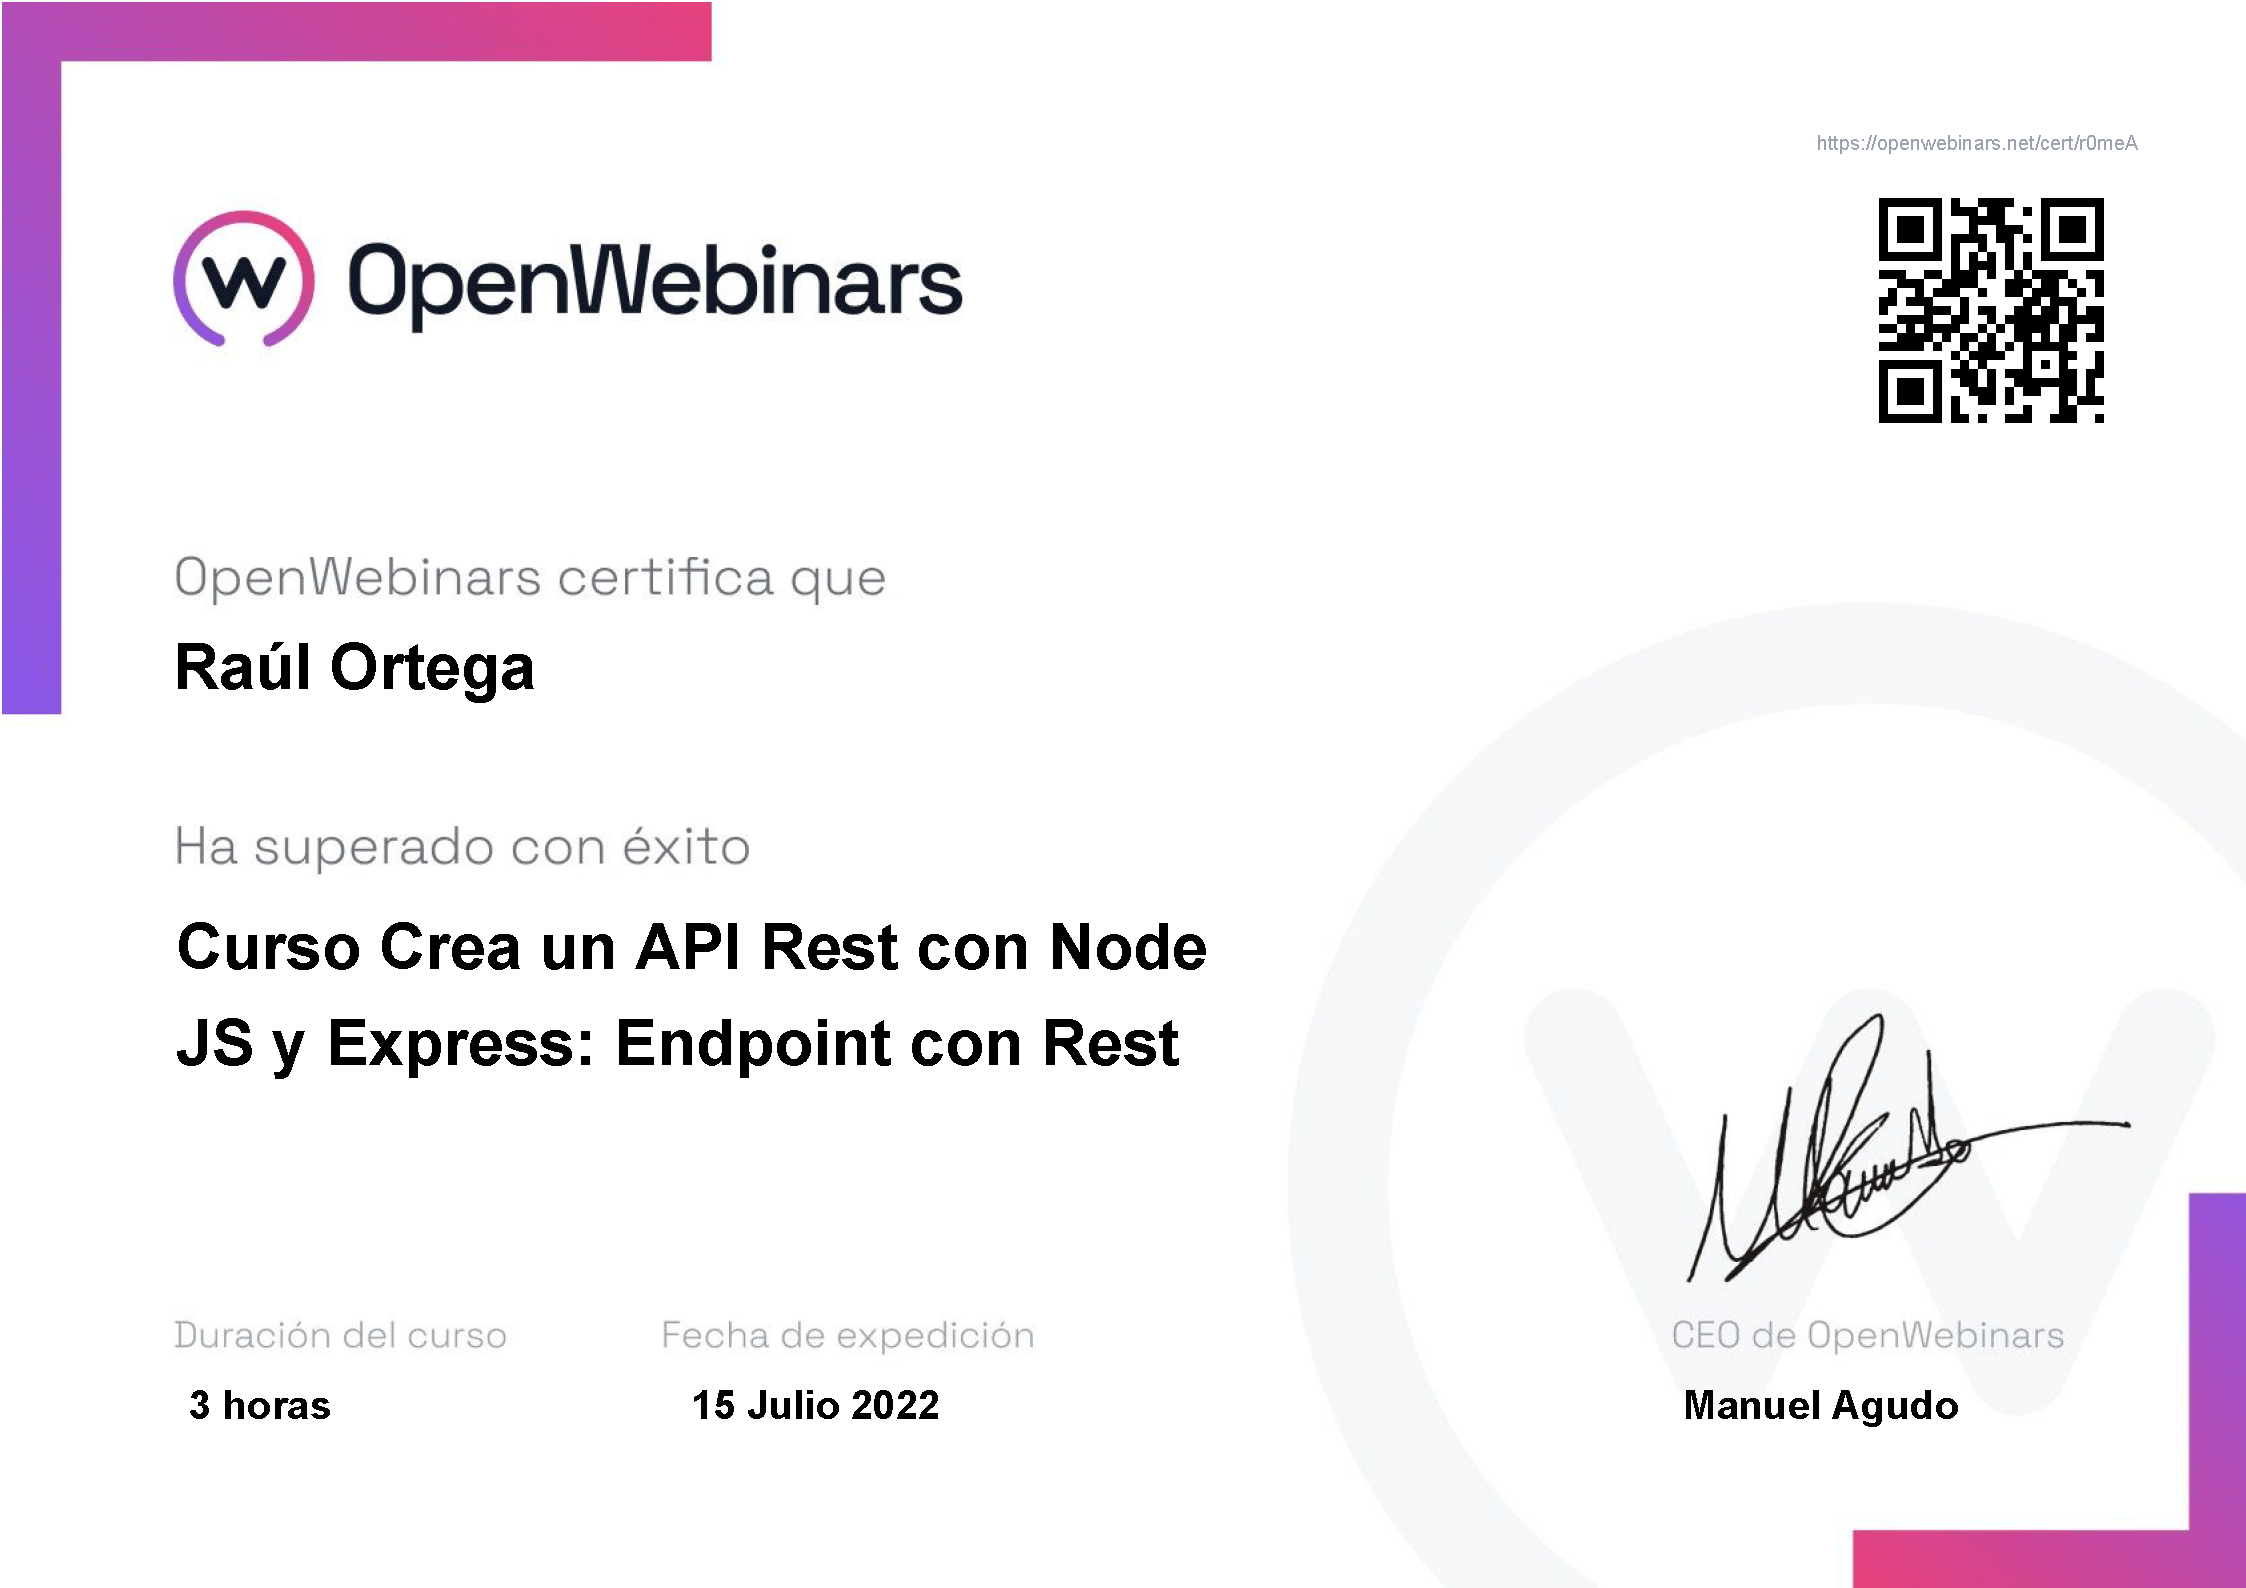 https://openwebinars.net/cert/r0meA
OpenWebinars
OpenWebinars certifica que
Raúl Ortega
Ha superado con éxito
Curso Crea un API Rest con Node
JS y Express: Endpoint con Rest
Duración del curso
Fecha de expedición
CEO de OpenWebinars
3 horas
15 Julio 2022
Manuel Agudo